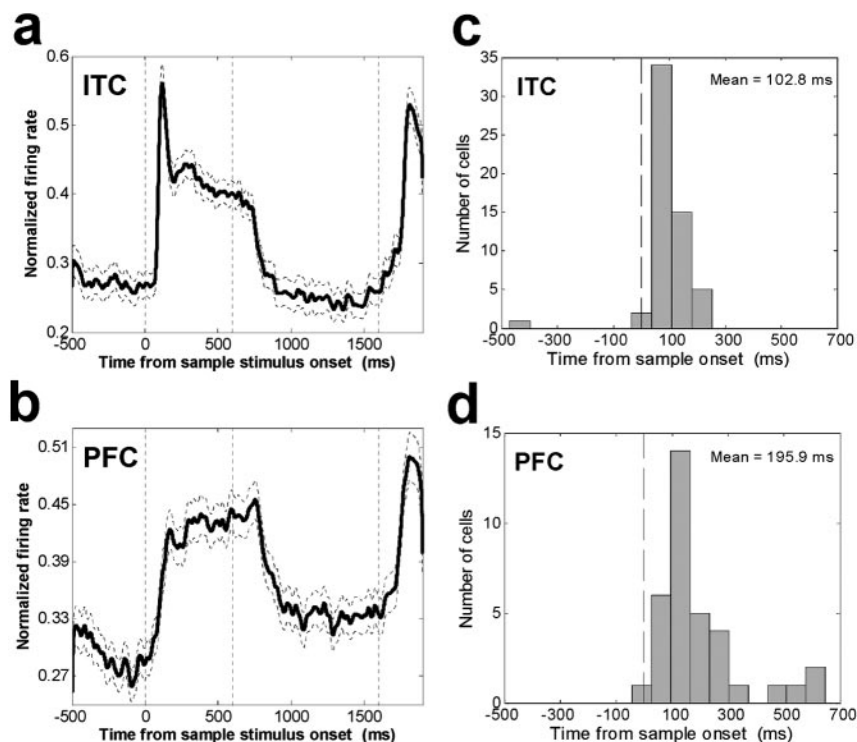 a
ITC
Normalized firing rate
0.6
0.5
0.4
0.3
0.2
-500 0 500 1000 1500
Time from sample stimulus onset (ms)
c
ITC
Mean = 102.8 ms
Number of cells
35
30
25
20
15
10
5
0
-500 -300 -100 100 300 500 700
Time from sample onset (ms)
b
PFC
Normalized firing rate
0.51
0.45
0.39
0.33
0.27
-500 0 500 1000 1500
Time from sample stimulus onset (ms)
d
PFC
Mean = 195.9 ms
Number of cells
15
10
5
0
-500 -300 -100 100 300 500 700
Time from sample onset (ms)